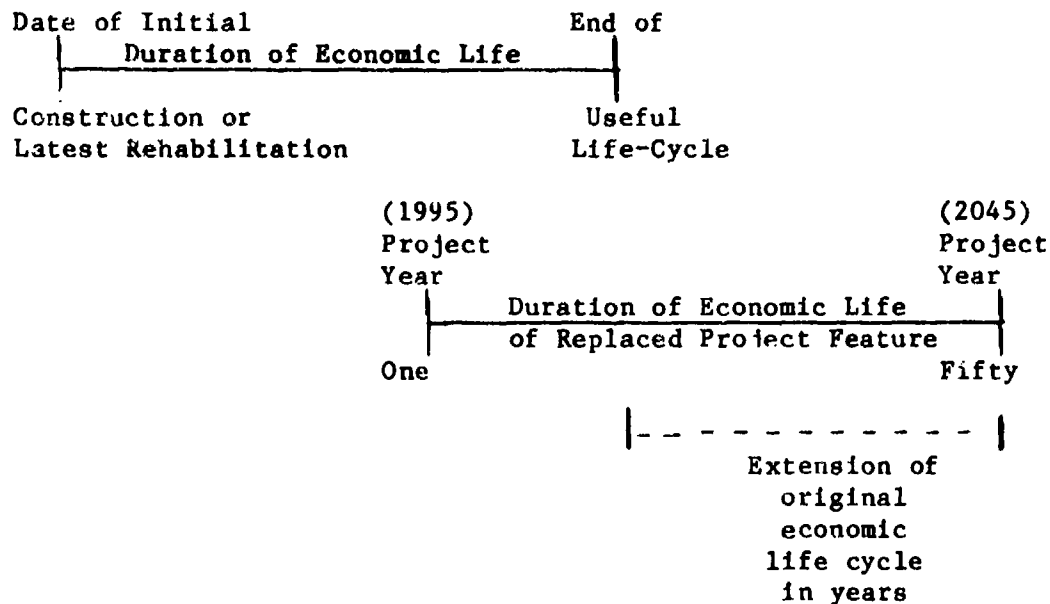 Date of Initial End of
Duration of Economic Life
Construction or Useful
Latest Rehabilitation Life-Cycle
(1995) (2045)
Project Project
Year Year
Duration of Economic Life
of Replaced Project Feature
One Fifty
Extension of
original
economic
life cycle
in years